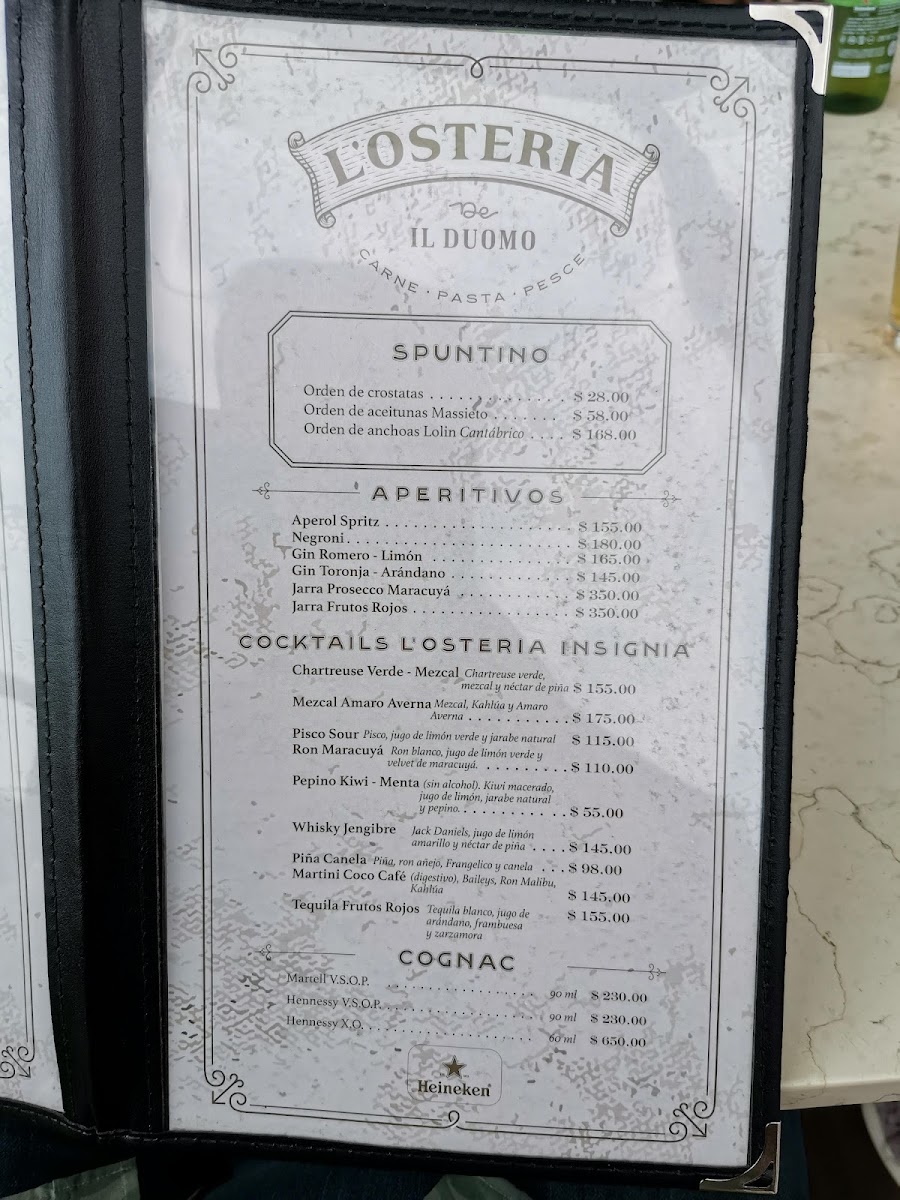 L'OSTERIA
De
IL DUOMO
CARNE · PASTA · PESCE
SPUNTINO
Orden de crostatas . . . . . . . . . . . . . . . $ 28.00
Orden de aceitunas Massieto . . . . . . . $ 58.00
Orden de anchoas Lolin Cantábrico . . . . $ 168.00
APERITIVOS
Aperol Spritz . . . . . . . . . . . . . . . . . . . . $ 155.00
Negroni . . . . . . . . . . . . . . . . . . . . . . . $ 180.00
Gin Romero - Limón . . . . . . . . . . . . . . . $ 165.00
Gin Toronja - Arándano . . . . . . . . . . . . . $ 145.00
Jarra Prosecco Maracuyá . . . . . . . . . . . . $ 350.00
Jarra Frutos Rojos . . . . . . . . . . . . . . . . . $ 350.00
COCKTAILS L'OSTERIA INSIGNIA
Chartreuse Verde - Mezcal Chartreuse verde,
mezcal y néctar de piña $ 155.00
Mezcal Amaro Averna Mezcal, Kahlúa y Amaro
Averna . . . . . . . . . . . $ 175.00
Pisco Sour Pisco, jugo de limón verde y jarabe natural $ 115.00
Ron Maracuyá Ron blanco, jugo de limón verde y
velvet de maracuyá. . . . . . . . . . $ 110.00
Pepino Kiwi - Menta (sin alcohol). Kiwi macerado,
jugo de limón, jarabe natural
y pepino. . . . . . . . . . . . $ 55.00
Whisky Jengibre Jack Daniels, jugo de limón
amarillo y néctar de piña . . . . $ 145.00
Piña Canela Piña, ron añejo, Frangelico y canela . . . $ 98.00
Martini Coco Café (digestivo), Baileys, Ron Malibu,
Kahlúa $ 145.00
Tequila Frutos Rojos Tequila blanco, jugo de $ 155.00
arándano, frambuesa
y zarzamora
COGNAC
Martell V.S.O.P. . . . . . . . . . . . . . . . . 90 ml $ 230.00
Hennessy V.S.O.P. . . . . . . . . . . . . . . . . 90 ml $ 230.00
Hennessy X.O. . . . . . . . . . . . . . . . . . . 60 ml $ 650.00
Heineken